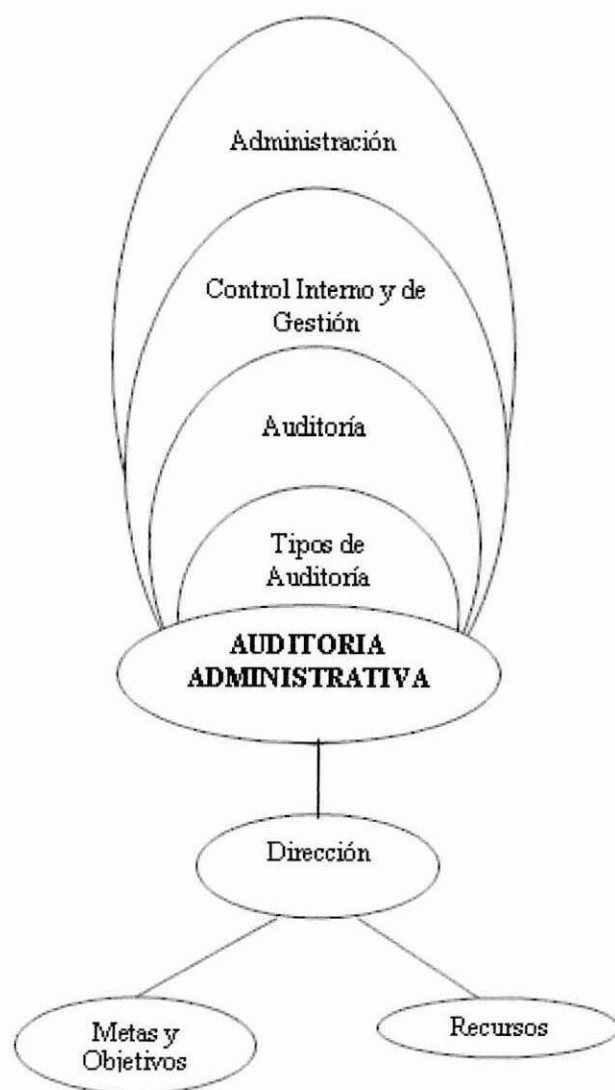 Administración
Control Interno y de
Gestión
Auditoría
Tipos de
Auditoría
AUDITORIA
ADMINISTRATIVA
Dirección
Metas y
Objetivos
Recursos